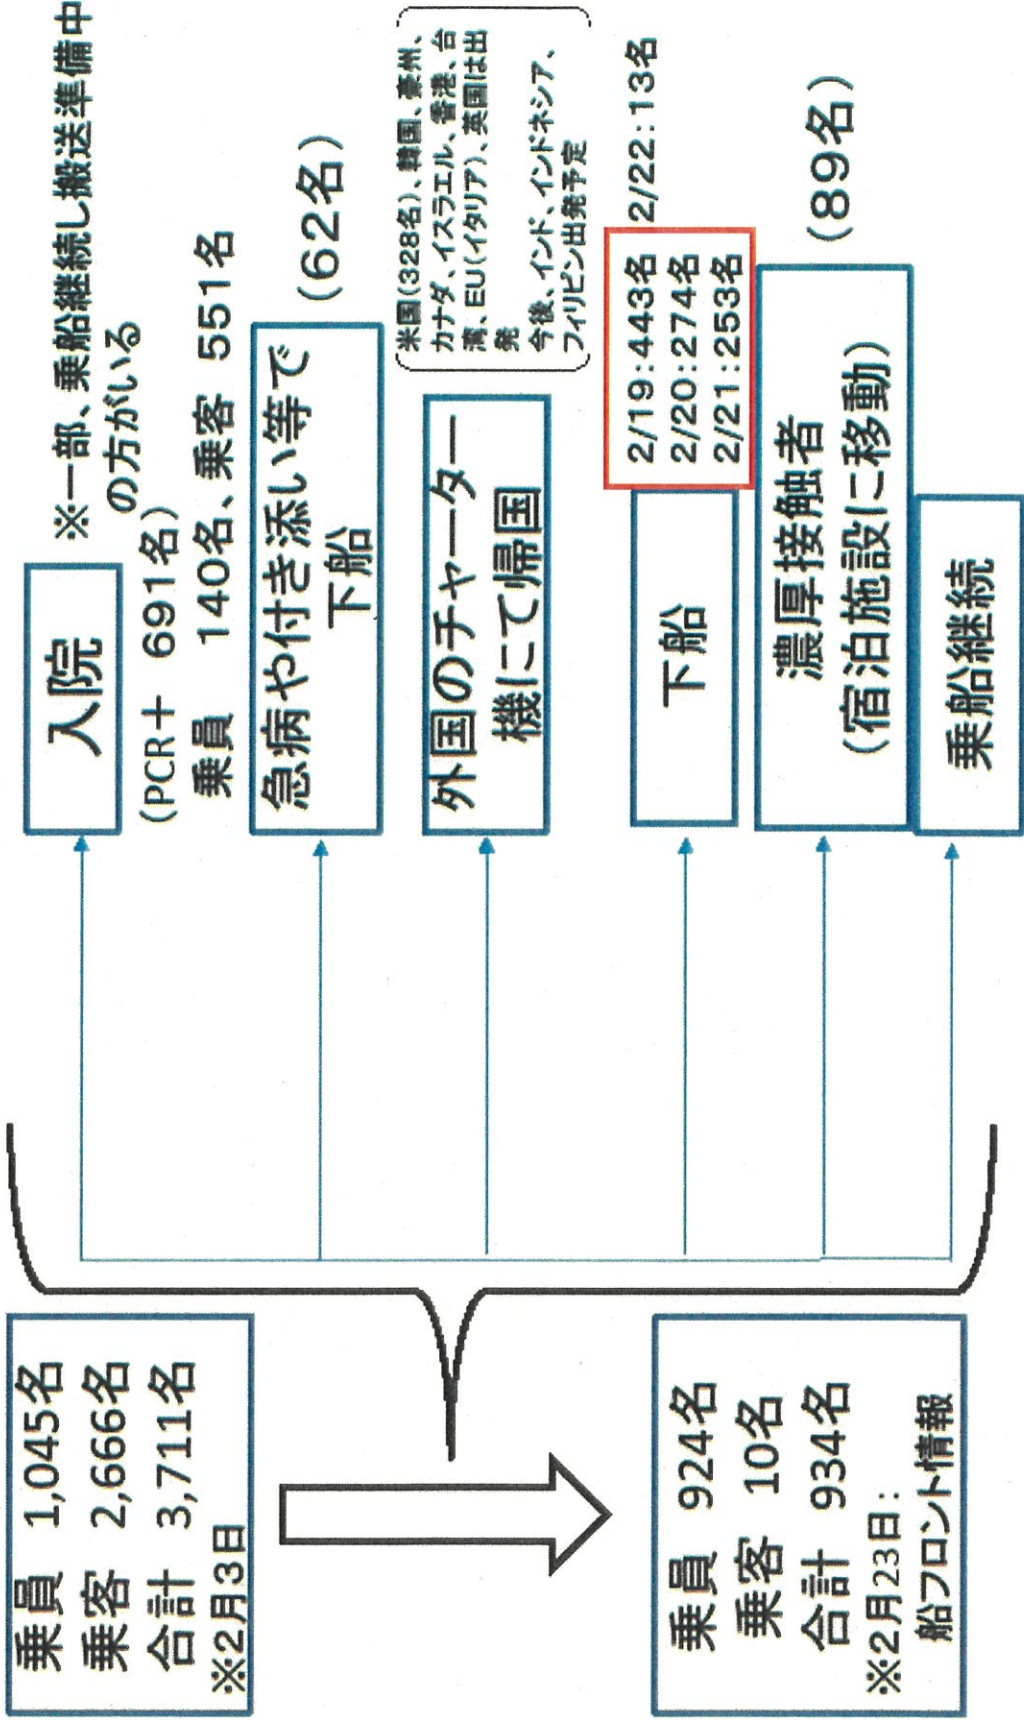 乗員 1,045名
乗客 2,666名
合計 3,711名
※2月3日
乗員 924名
乗客 10名
合計 934名
※2月23日:
船フロント情報
入院
※一部、乗船継続し搬送準備中
の方がいる
(PCR+ 691名)
乗員 140名、乗客 551名
急病や付き添い等で
下船
(62名)
外国のチャーター
機にて帰国
米国(328名)、韓国、豪州、
カナダ、イスラエル、香港、台
湾、EU(イタリア)、英国は出
発
今後、インド、インドネシア、
フィリピン出発予定
下船
2/19:443名 2/22:13名
2/20:274名
2/21:253名
濃厚接触者
(宿泊施設に移動)
(89名)
乗船継続